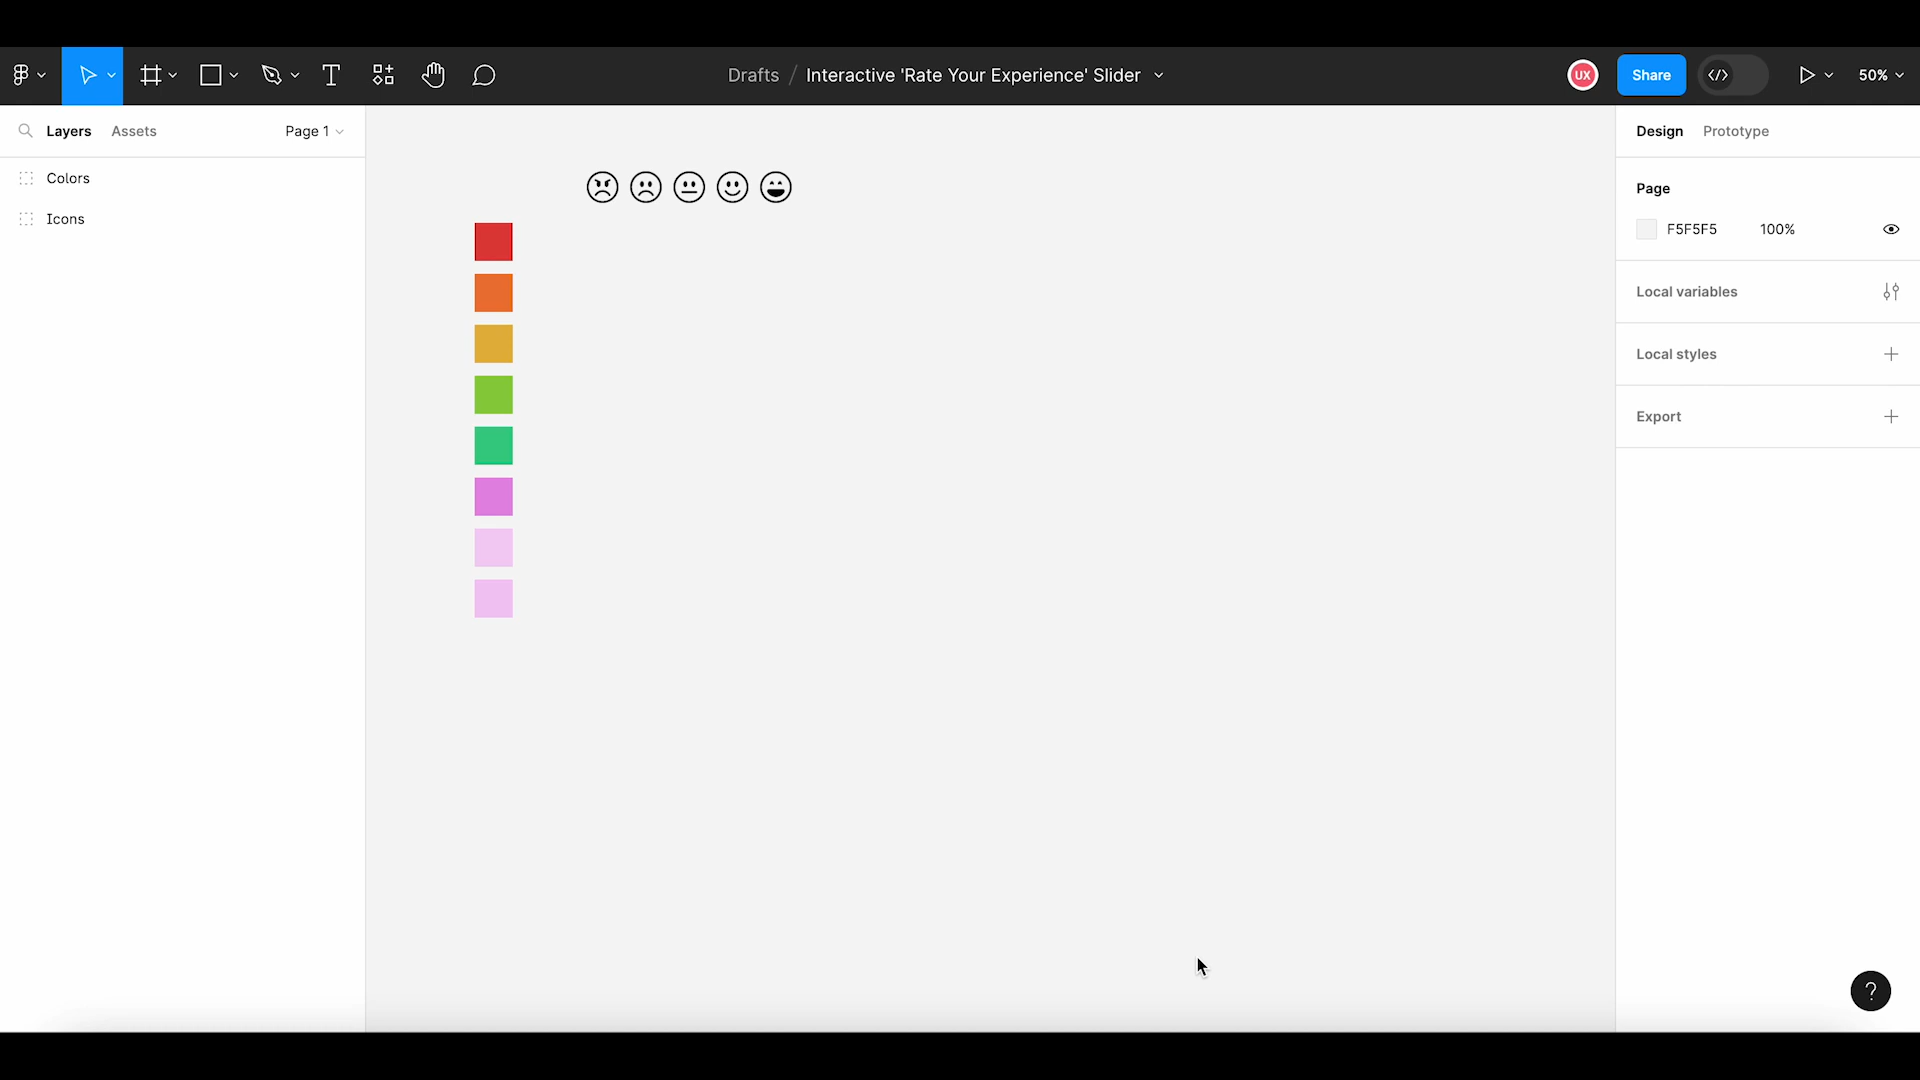 Drafts / Interactive 'Rate Your Experience' Slider
UX
Share
</>
50%
Layers
Assets
Page 1
Colors
Icons
Design
Prototype
Page
F5F5F5
100%
Local variables
Local styles
Export
?